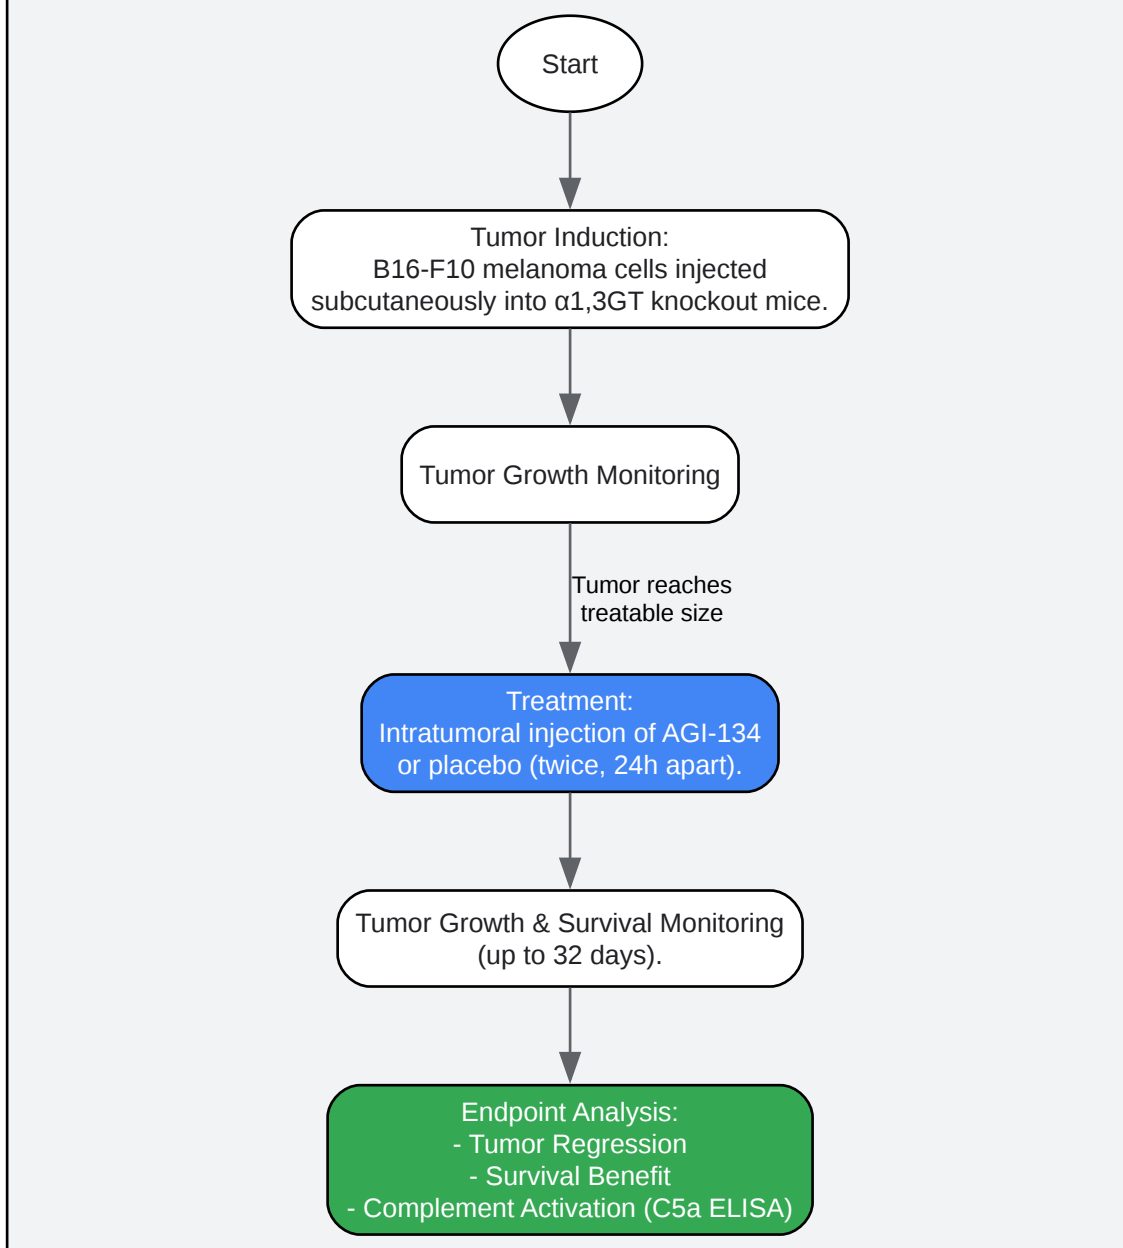 Start
Tumor Induction:
B16-F10 melanoma cells injected
subcutaneously into α1,3GT knockout mice.
Tumor Growth Monitoring
Tumor reaches
treatable size
Treatment:
Intratumoral injection of AGI-134
or placebo (twice, 24h apart).
Tumor Growth & Survival Monitoring
(up to 32 days).
Endpoint Analysis:
- Tumor Regression
- Survival Benefit
- Complement Activation (C5a ELISA)